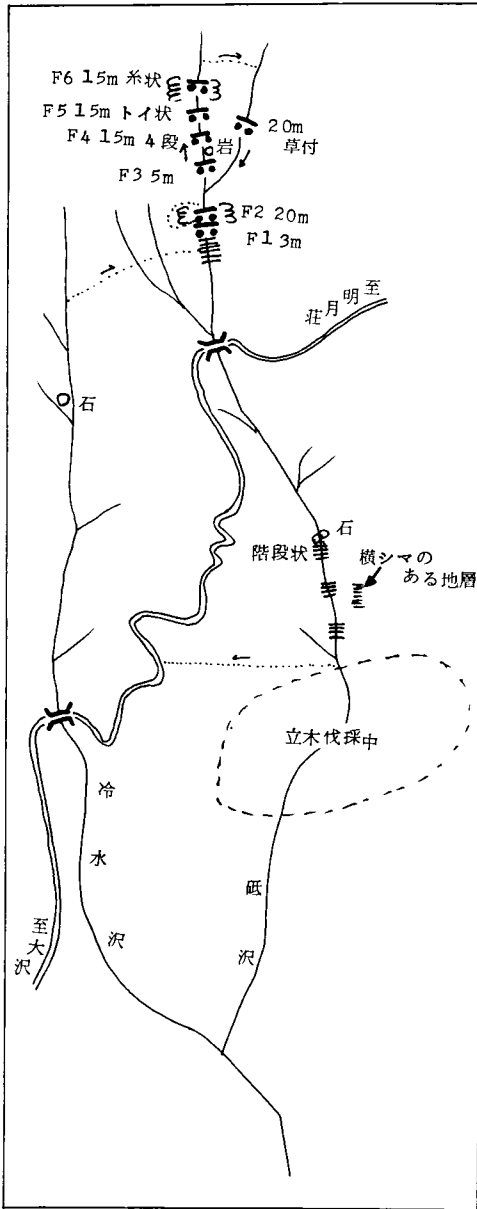 F6 15m 糸状
F5 15m トイ状
F4 15m 4段
岩
F3 5m
20m
草付
F2 20m
F1 3m
至明月荘
石
石
階段状
横シマの
ある地層
立木伐採中
冷水沢
砥沢
至大沢